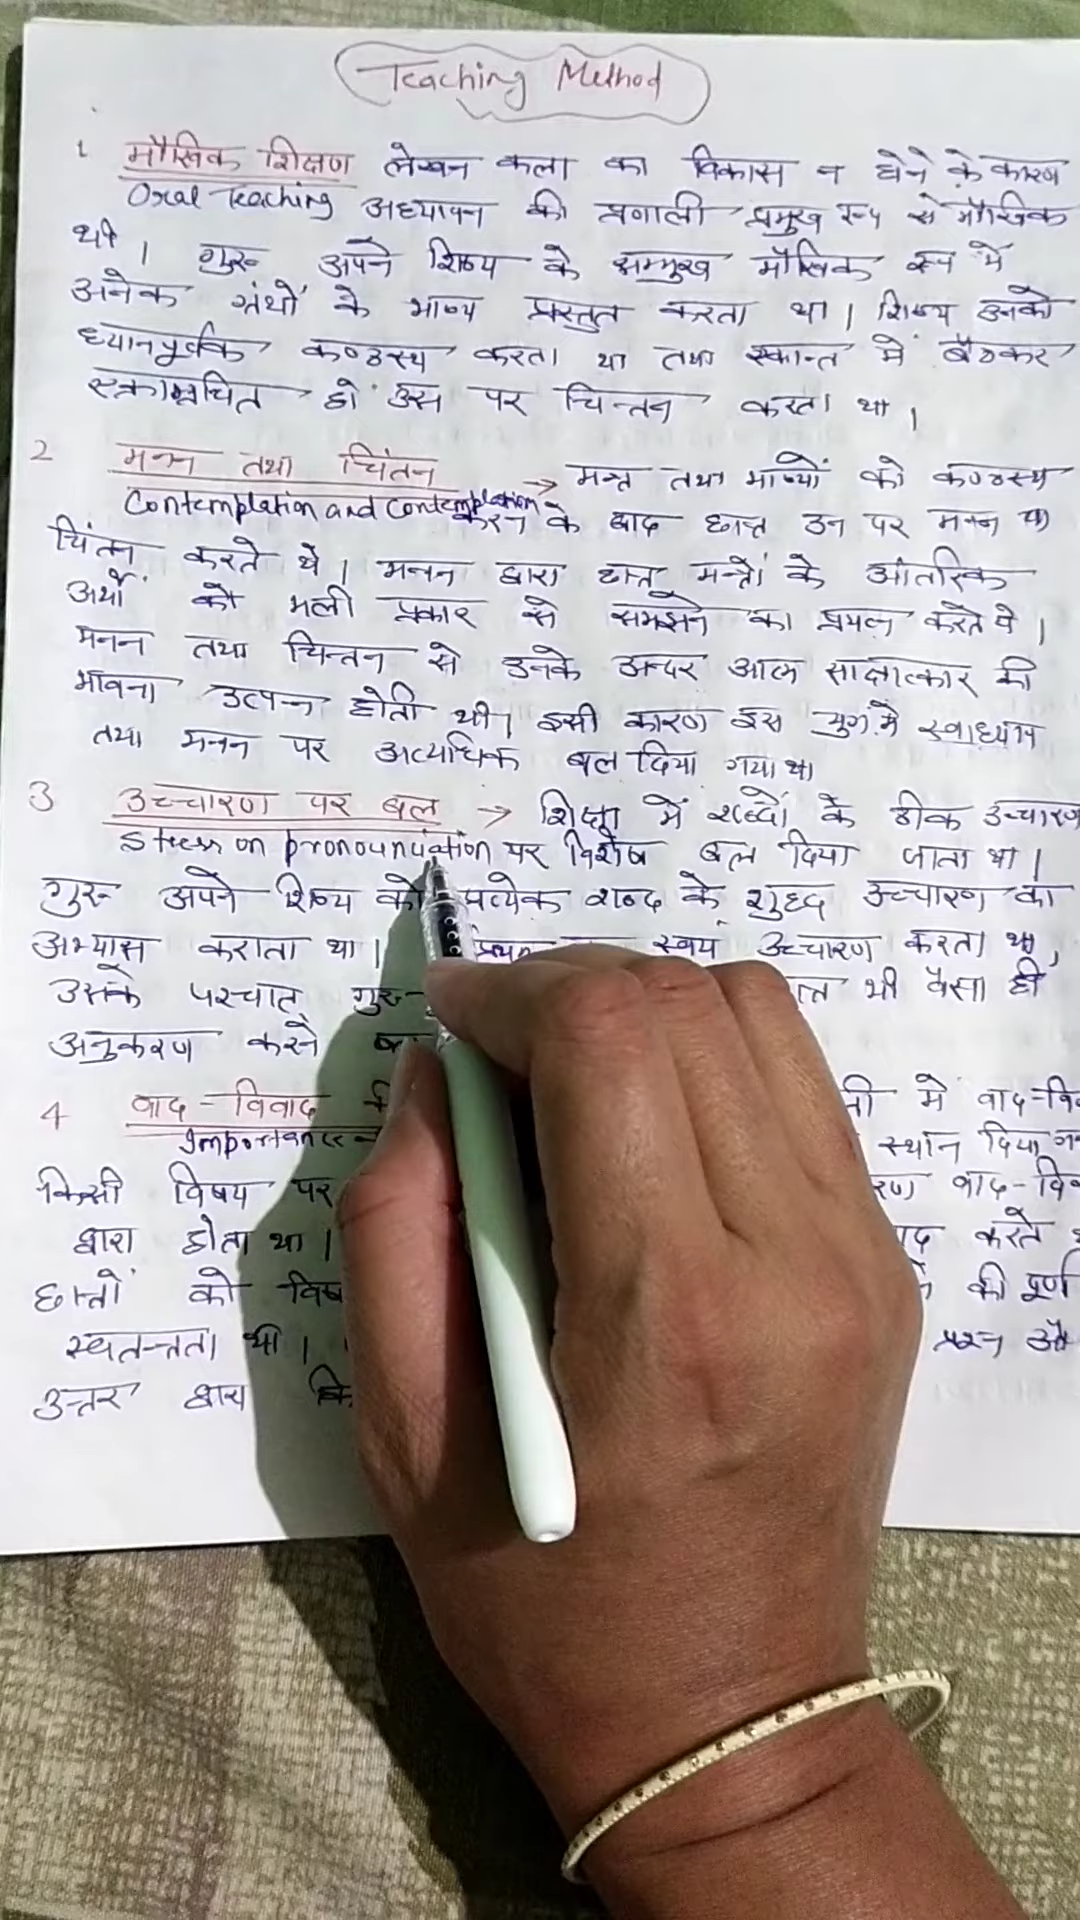 Teaching Method
1 मौखिक शिक्षण लेखन कला का विकास न होने के कारण
Oral Teaching अध्यापन की प्रणाली प्रमुख रूप से मौखिक
थी । गुरू अपने शिष्य के सम्मुख मौखिक रूप में
अनेक ग्रंथों के भाष्य प्रस्तुत करता था । शिष्य उनको
ध्यानपूर्वक कण्ठस्थ करता था तथा एकान्त में बैठकर
हो उस पर चिन्तन करता था ।
2 मनन तथा चिंतन → मन्त्र तथा भाष्यों को कण्ठस्थ
Contemplation and contemplation करने के बाद छात्र उन पर मनन व
चिंतन करते थे । मनन द्वारा छात्र मन्त्रों के आंतरिक
अर्थों को भली प्रकार से समझने का प्रयत्न करते थे ।
मनन तथा चिन्तन से उनके अन्दर आत्म साक्षात्कार की
भावना उत्पन्न होती थी। इसी कारण इस युग में स्वाध्याय
तथा मनन पर अत्यधिक बल दिया गया था
3 उच्चारण पर बल → शिक्षा में शब्दों के ठीक उच्चारण
Stress on pronounuiation पर विशेष बल दिया जाता था ।
गुरू अपने शिष्य को प्रत्येक शब्द के शुद्ध उच्चारण का
अभ्यास कराता था । प्रथम स्वयं उच्चारण करता था,
उसके पश्चात् गुरू भी वैसा ही
अनुकरण करने
4 वाद-विवाद में वाद-वि
Importance स्थान दिया
किसी विषय पर वाद-वि
द्वारा होता था । करते
छात्तों को की पूर्ण
स्वतन्त्रता थी । प्रश्न औ
उत्तर द्वारा